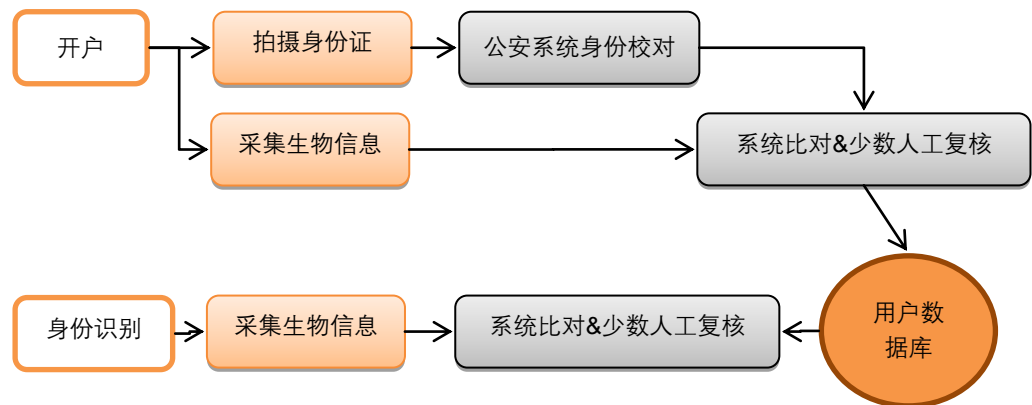 开户
拍摄身份证
公安系统身份校对
采集生物信息
系统比对&少数人工复核
身份识别
采集生物信息
系统比对&少数人工复核
用户数
据库